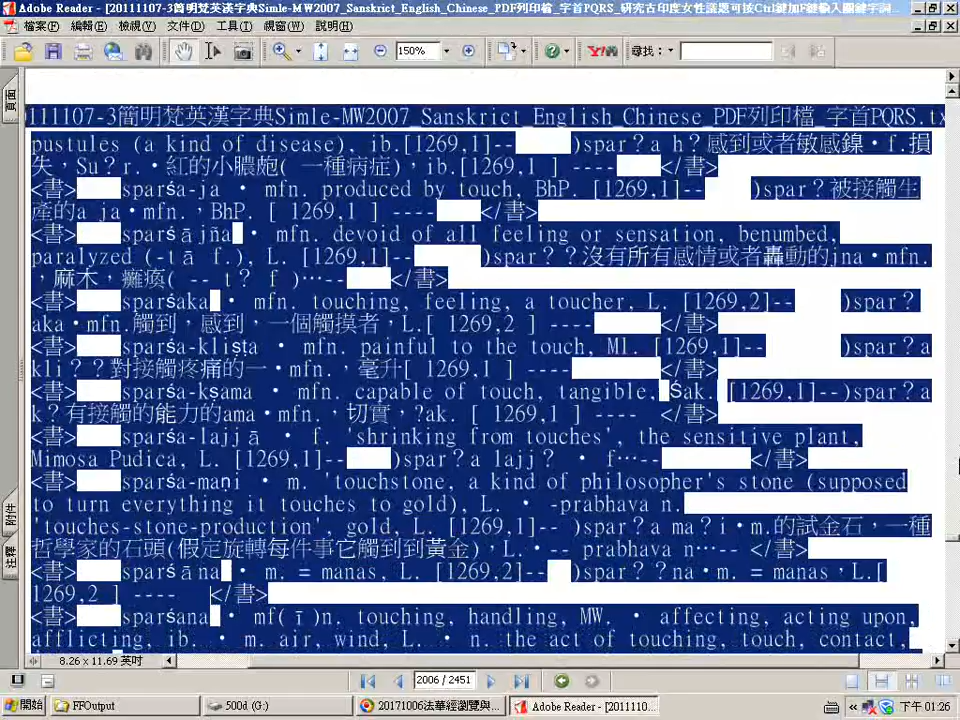 Adobe Reader - [20111107-3簡明梵英漢字典Simle-MW2007_Sanskrict_English_Chinese_PDF列印檔_字首PQRS_研究古印度女性議題可按Ctrl鍵加F鍵輸入關鍵字詞...
檔案(F) 編輯(E) 檢視(V) 文件(D) 工具(T) 視窗(W) 說明(H)
150% 尋找:
頁面
111107-3簡明梵英漢字典Simle-MW2007_Sanskrict_English_Chinese_PDF列印檔_字首PQRS.tx
pustules (a kind of disease), ib.[1269,1]-- )spar?a h?感到或者敏感鎳‧f.損
失，Su?r.‧紅的小膿皰( 一種病症)，ib.[1269,1 ] ---- </書>
<書> sparśa-ja ‧ mfn. produced by touch, BhP. [1269,1]-- )spar?被接觸生
產的a ja‧mfn.，BhP. [ 1269,1 ] ---- </書>
<書> sparśājña ‧ mfn. devoid of all feeling or sensation, benumbed,
paralyzed (-tā f.), L. [1269,1]-- )spar??沒有所有感情或者轟動的jna‧mfn.
，麻木，癱瘓( -- t? f )…-- </書>
<書> sparśaka ‧ mfn. touching, feeling, a toucher, L. [1269,2]-- )spar?
aka‧mfn.觸到，感到，一個觸摸者，L.[ 1269,2 ] ---- </書>
<書> sparśa-kliṣṭa ‧ mfn. painful to the touch, Ml. [1269,1]-- )spar?a
kli??對接觸疼痛的一‧mfn.，毫升[ 1269,1 ] ---- </書>
<書> sparśa-kṣama ‧ mfn. capable of touch, tangible, Śak. [1269,1]--)spar?a
k?有接觸的能力的ama‧mfn.，切實，?ak. [ 1269,1 ] ---- </書>
<書> sparśa-lajjā ‧ f. 'shrinking from touches', the sensitive plant,
Mimosa Pudica, L. [1269,1]-- )spar?a lajj? ‧ f…-- </書>
<書> sparśa-maṇi ‧ m. 'touchstone, a kind of philosopher's stone (supposed
to turn everything it touches to gold), L. ‧ -prabhava n.
'touches-stone-production', gold, L. [1269,1]-- )spar?a ma?i‧m.的試金石，一種
哲學家的石頭(假定旋轉每件事它觸到到黃金)，L.‧-- prabhava n…-- </書>
<書> sparśāna ‧ m. = manas, L. [1269,2]-- )spar??na‧m. = manas，L.[
1269,2 ] ---- </書>
<書> sparśana ‧ mf(ī)n. touching, handling, MW. ‧ affecting, acting upon,
afflicting, ib. ‧ m. air, wind, L. ‧ n. the act of touching, touch, contact,
附件
註釋
8.26 x 11.69 英吋
2006 / 2451
開始 FFOutput 500d (G:) 20171006法華經瀏覽與... Adobe Reader - [2011110... 下午 01:26